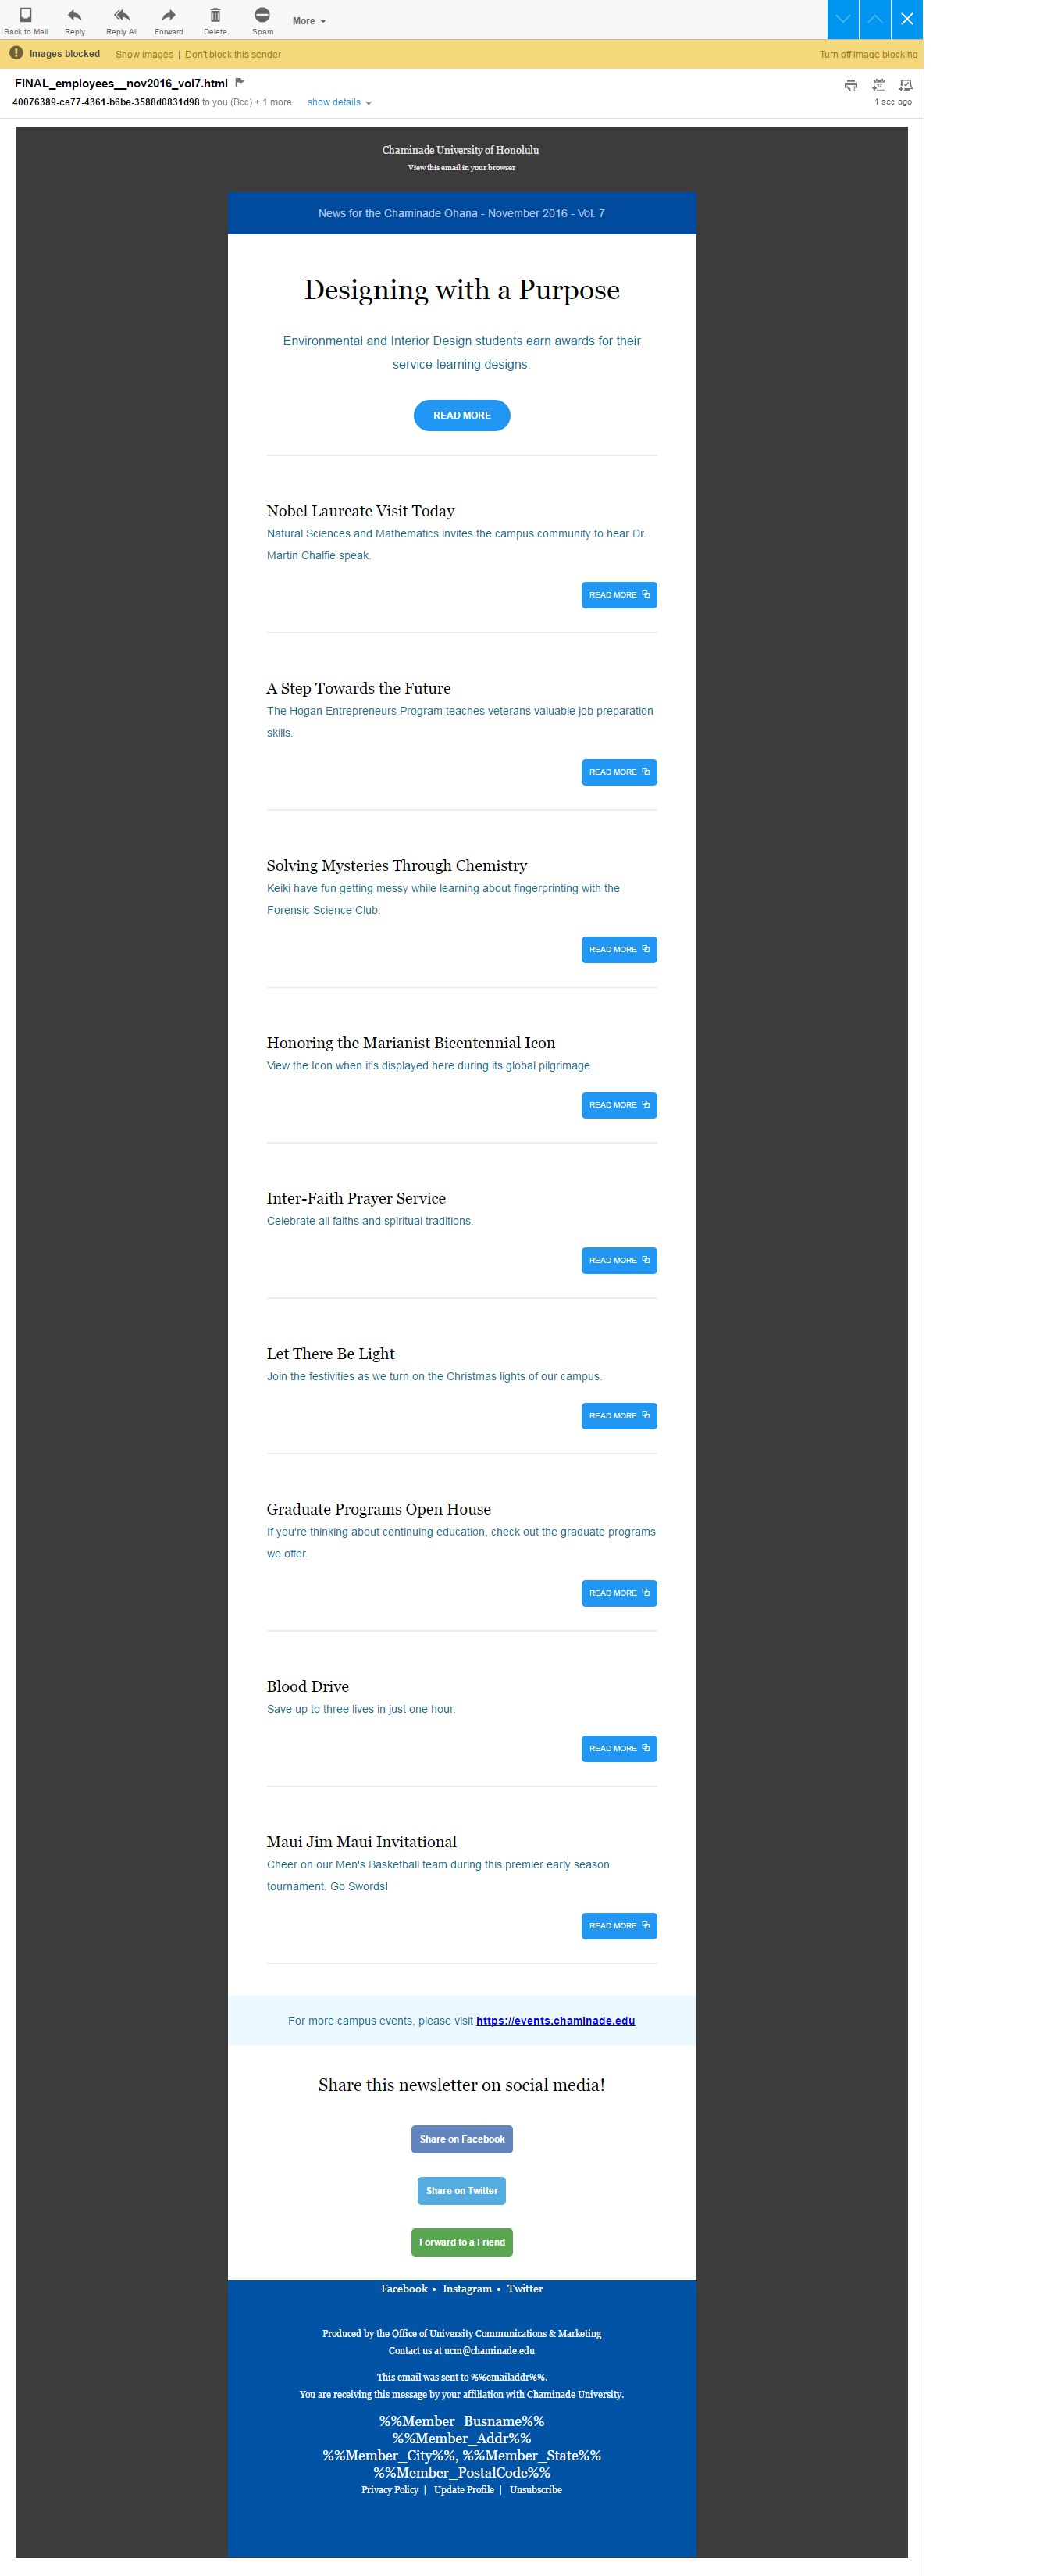 Back to Mail
Reply
Reply All
Forward
Delete
Spam
More
Images blocked Show images | Don't block this sender Turn off image blocking
FINAL_employees__nov2016_vol7.html
40076389-ce77-4361-b6be-3588d0831d98 to you (Bcc) + 1 more show details 1 sec ago
Chaminade University of Honolulu
View this email in your browser
News for the Chaminade Ohana - November 2016 - Vol. 7
Designing with a Purpose
Environmental and Interior Design students earn awards for their
service-learning designs.
READ MORE
Nobel Laureate Visit Today
Natural Sciences and Mathematics invites the campus community to hear Dr.
Martin Chalfie speak.
READ MORE
A Step Towards the Future
The Hogan Entrepreneurs Program teaches veterans valuable job preparation
skills.
READ MORE
Solving Mysteries Through Chemistry
Keiki have fun getting messy while learning about fingerprinting with the
Forensic Science Club.
READ MORE
Honoring the Marianist Bicentennial Icon
View the Icon when it's displayed here during its global pilgrimage.
READ MORE
Inter-Faith Prayer Service
Celebrate all faiths and spiritual traditions.
READ MORE
Let There Be Light
Join the festivities as we turn on the Christmas lights of our campus.
READ MORE
Graduate Programs Open House
If you're thinking about continuing education, check out the graduate programs
we offer.
READ MORE
Blood Drive
Save up to three lives in just one hour.
READ MORE
Maui Jim Maui Invitational
Cheer on our Men's Basketball team during this premier early season
tournament. Go Swords!
READ MORE
For more campus events, please visit https://events.chaminade.edu
Share this newsletter on social media!
Share on Facebook
Share on Twitter
Forward to a Friend
Facebook • Instagram • Twitter
Produced by the Office of University Communications & Marketing
Contact us at ucm@chaminade.edu
This email was sent to %%emailaddr%%.
You are receiving this message by your affiliation with Chaminade University.
%%Member_Busname%%
%%Member_Addr%%
%%Member_City%%, %%Member_State%%
%%Member_PostalCode%%
Privacy Policy | Update Profile | Unsubscribe